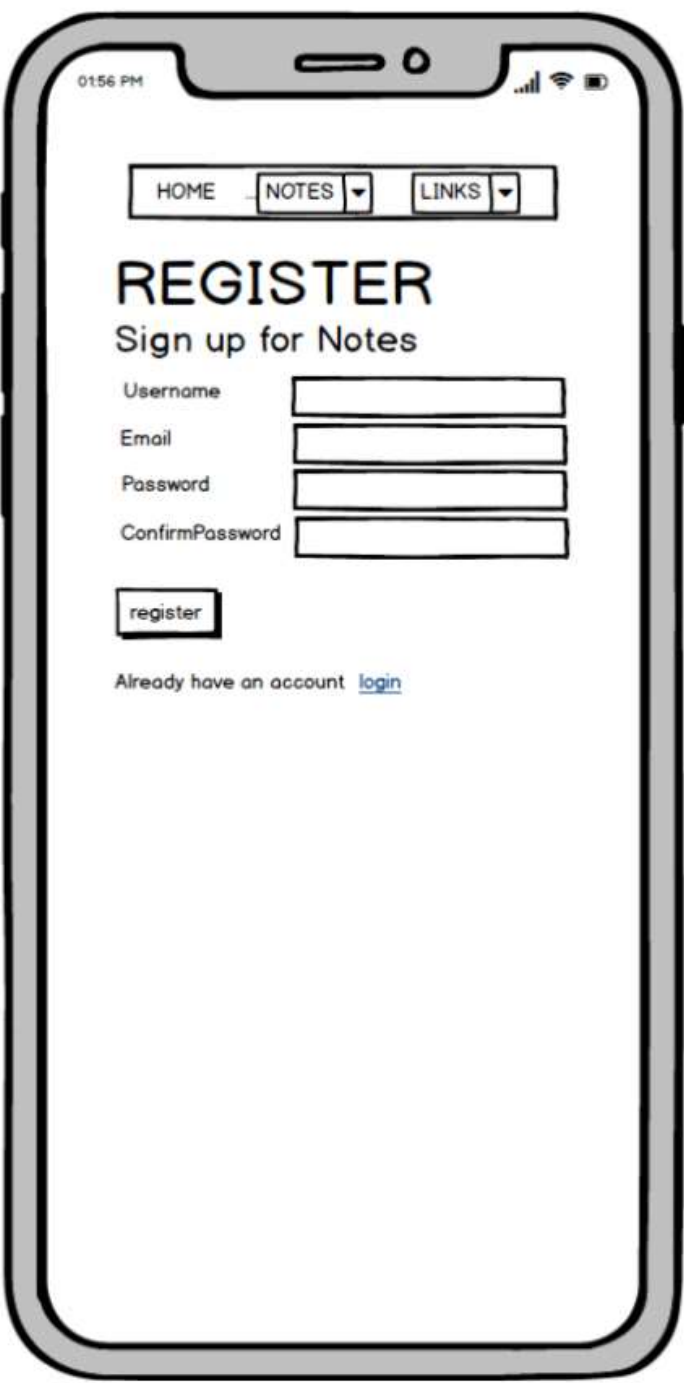 01:56 PM
HOME NOTES LINKS
REGISTER
Sign up for Notes
Username
Email
Password
ConfirmPassword
register
Already have an account login